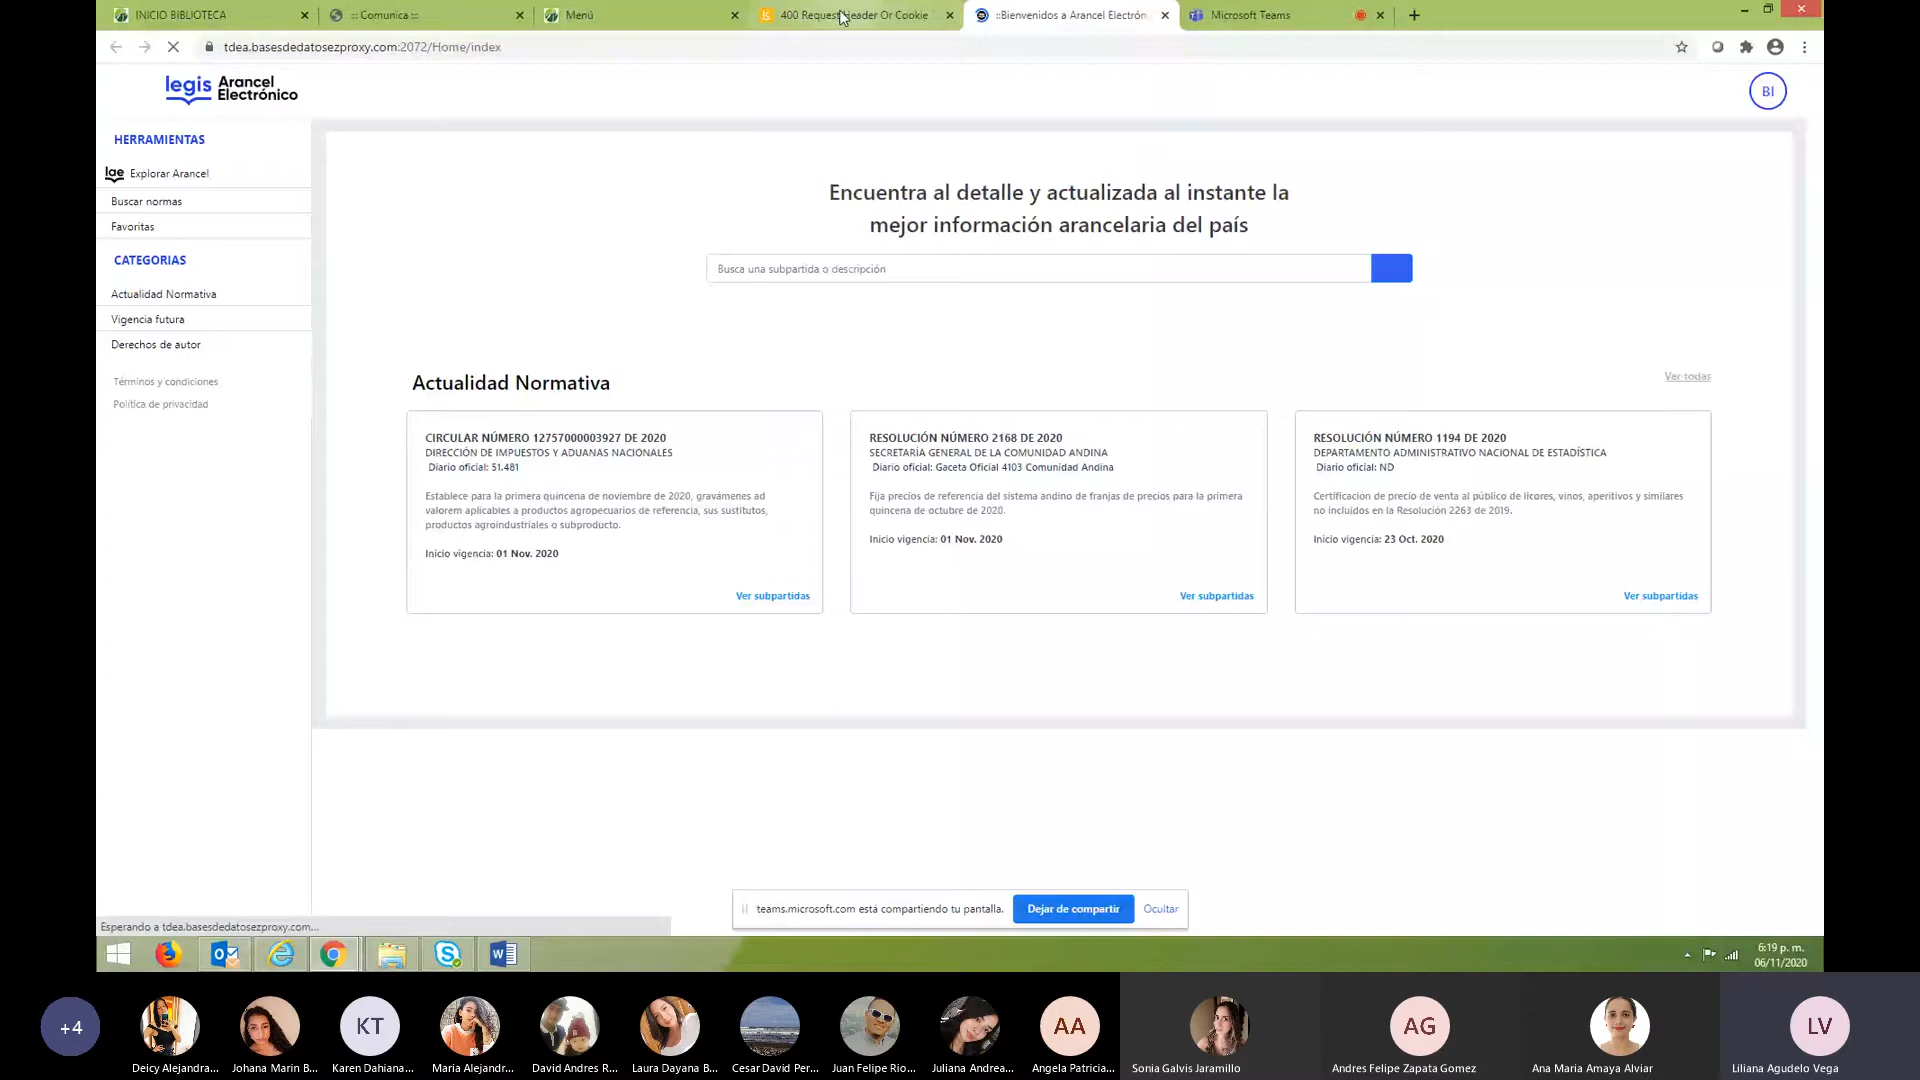 INICIO BIBLIOTECA
::: Comunica :::
Menú
400 Request Header Or Cookie
::Bienvenidos a Arancel Electrón
Microsoft Teams
tdea.basesdedatosezproxy.com:2072/Home/index
legis Arancel Electrónico
BI
HERRAMIENTAS
lae Explorar Arancel
Buscar normas
Favoritas
CATEGORIAS
Actualidad Normativa
Vigencia futura
Derechos de autor
Términos y condiciones
Política de privacidad
Encuentra al detalle y actualizada al instante la
mejor información arancelaria del país
Busca una subpartida o descripción
Actualidad Normativa
Ver todas
CIRCULAR NÚMERO 12757000003927 DE 2020
DIRECCIÓN DE IMPUESTOS Y ADUANAS NACIONALES
Diario oficial: 51.481
Establece para la primera quincena de noviembre de 2020, gravámenes ad
valorem aplicables a productos agropecuarios de referencia, sus sustitutos,
productos agroindustriales o subproducto.
Inicio vigencia: 01 Nov. 2020
Ver subpartidas
RESOLUCIÓN NÚMERO 2168 DE 2020
SECRETARÍA GENERAL DE LA COMUNIDAD ANDINA
Diario oficial: Gaceta Oficial 4103 Comunidad Andina
Fija precios de referencia del sistema andino de franjas de precios para la primera
quincena de octubre de 2020.
Inicio vigencia: 01 Nov. 2020
Ver subpartidas
RESOLUCIÓN NÚMERO 1194 DE 2020
DEPARTAMENTO ADMINISTRATIVO NACIONAL DE ESTADÍSTICA
Diario oficial: ND
Certificación de precio de venta al público de licores, vinos, aperitivos y similares
no incluidos en la Resolución 2263 de 2019.
Inicio vigencia: 23 Oct. 2020
Ver subpartidas
teams.microsoft.com está compartiendo tu pantalla.
Dejar de compartir
Ocultar
Esperando a tdea.basesdedatosezproxy.com...
6:19 p. m.
06/11/2020
+4
KT
AA
AG
LV
Deicy Alejandra...
Johana Marin B...
Karen Dahiana...
Maria Alejandr...
David Andres R...
Laura Dayana B...
Cesar David Per...
Juan Felipe Rio...
Juliana Andrea...
Angela Patricia...
Sonia Galvis Jaramillo
Andres Felipe Zapata Gomez
Ana Maria Amaya Alviar
Liliana Agudelo Vega